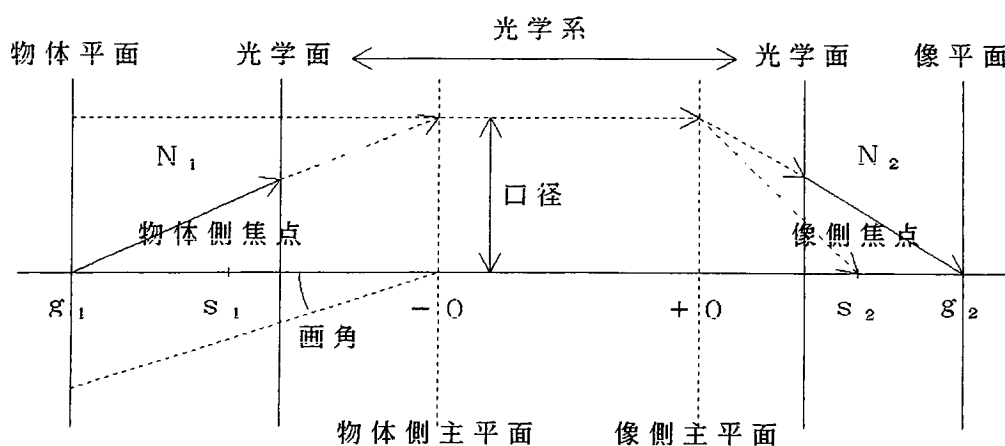 光学系
物体平面 光学面 光学面 像平面
N₁ N₂
口径
物体側焦点 像側焦点
g₁ s₁ −0 +0 s₂ g₂
画角
物体側主平面 像側主平面